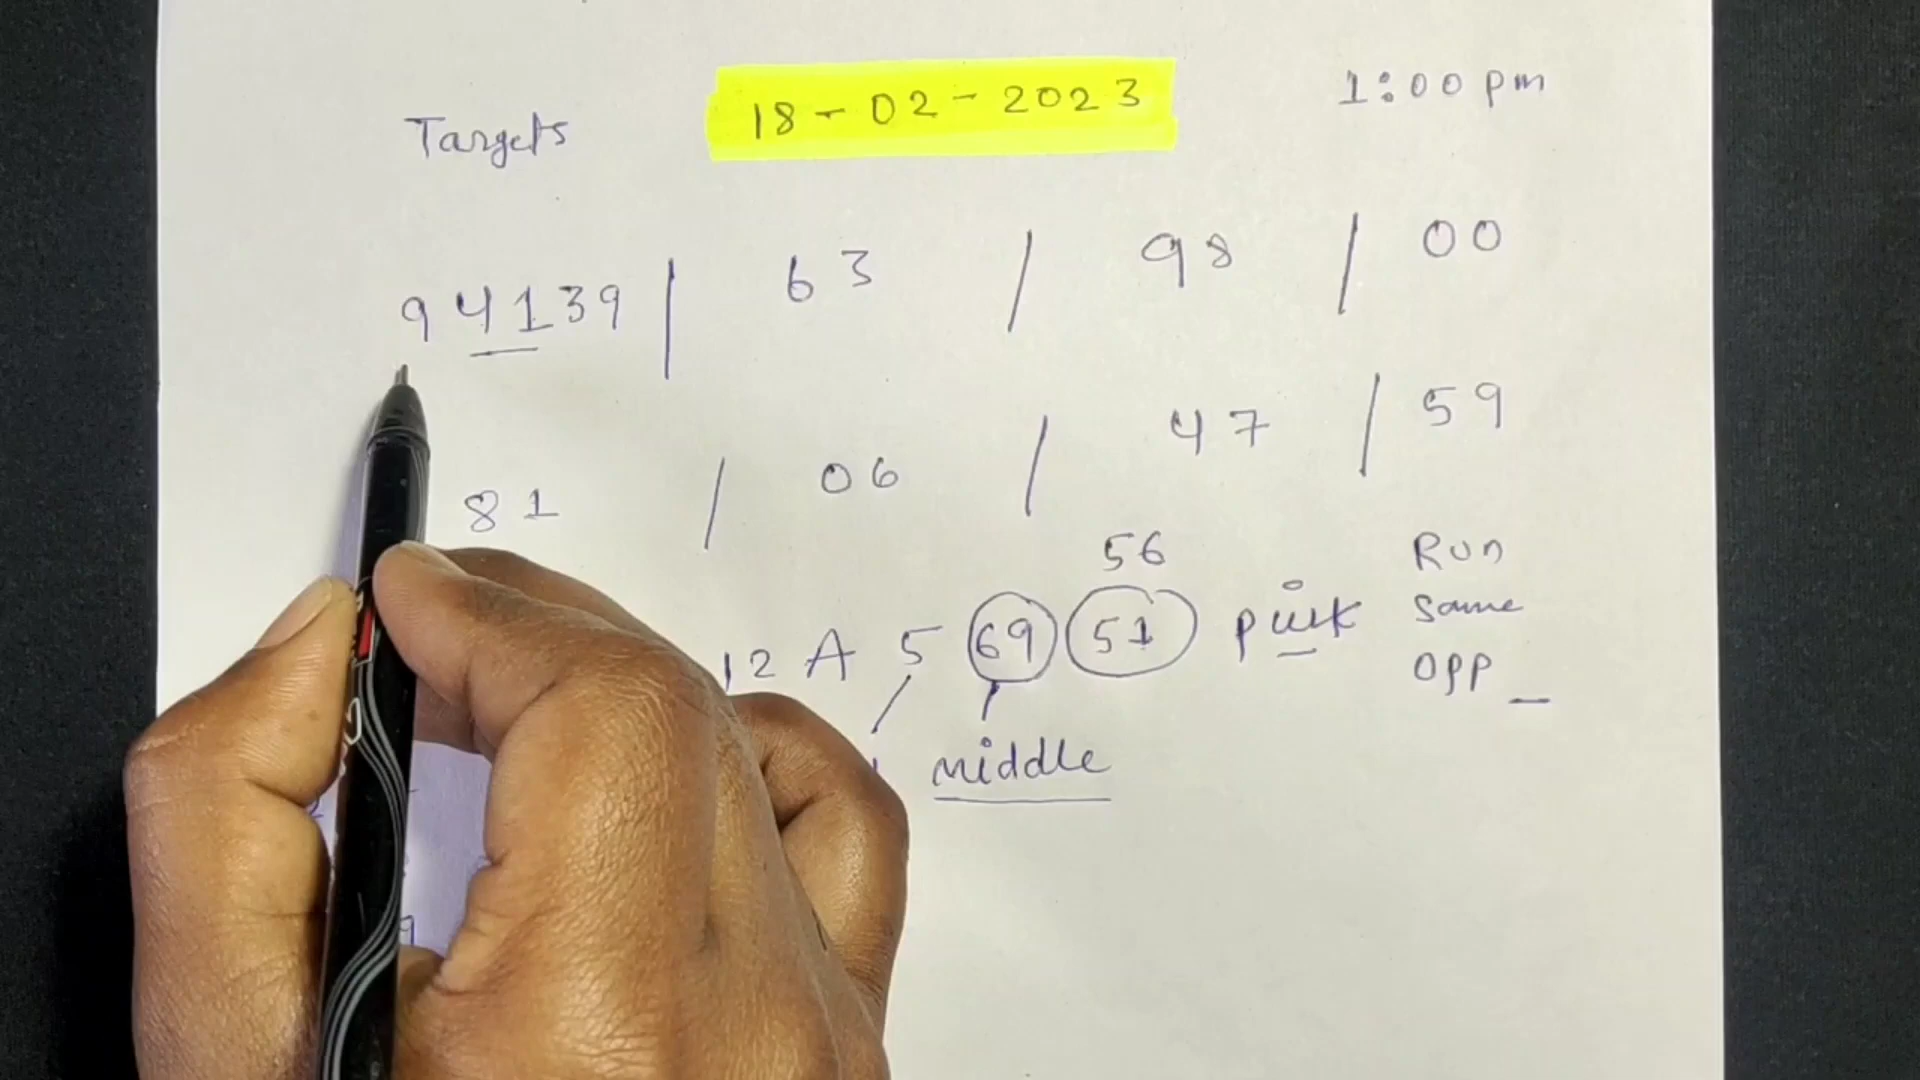 Targets 18-02-2023 1:00 pm
94139 / 63 / 98 / 00
81 / 06 / 47 / 59
56 Run
12 A 5 69 51 Same
opp _
middle